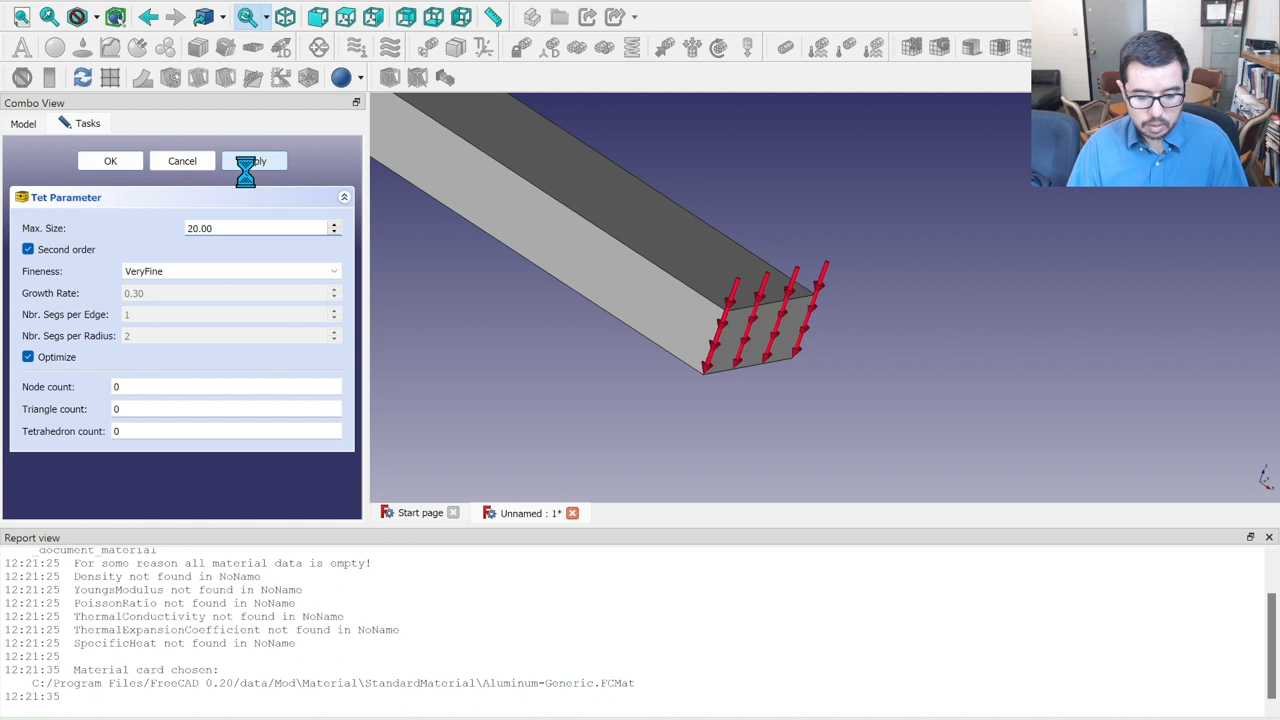 Combo View
Model
Tasks
OK
Cancel
Tet Parameter
Max. Size:
20.00
Second order
Fineness:
VeryFine
Growth Rate:
0.30
Nbr. Segs per Edge:
1
Nbr. Segs per Radius:
2
Optimize
Node count:
0
Triangle count:
0
Tetrahedron count:
0
Start page
Unnamed : 1*
Report view
_document_material
12:21:25 For some reason all material data is empty!
12:21:25 Density not found in NoName
12:21:25 YoungsModulus not found in NoName
12:21:25 PoissonRatio not found in NoName
12:21:25 ThermalConductivity not found in NoName
12:21:25 ThermalExpansionCoefficient not found in NoName
12:21:25 SpecificHeat not found in NoName
12:21:25
12:21:35 Material card chosen:
C:/Program Files/FreeCAD 0.20/data/Mod\Material\StandardMaterial\Aluminum-Generic.FCMat
12:21:35